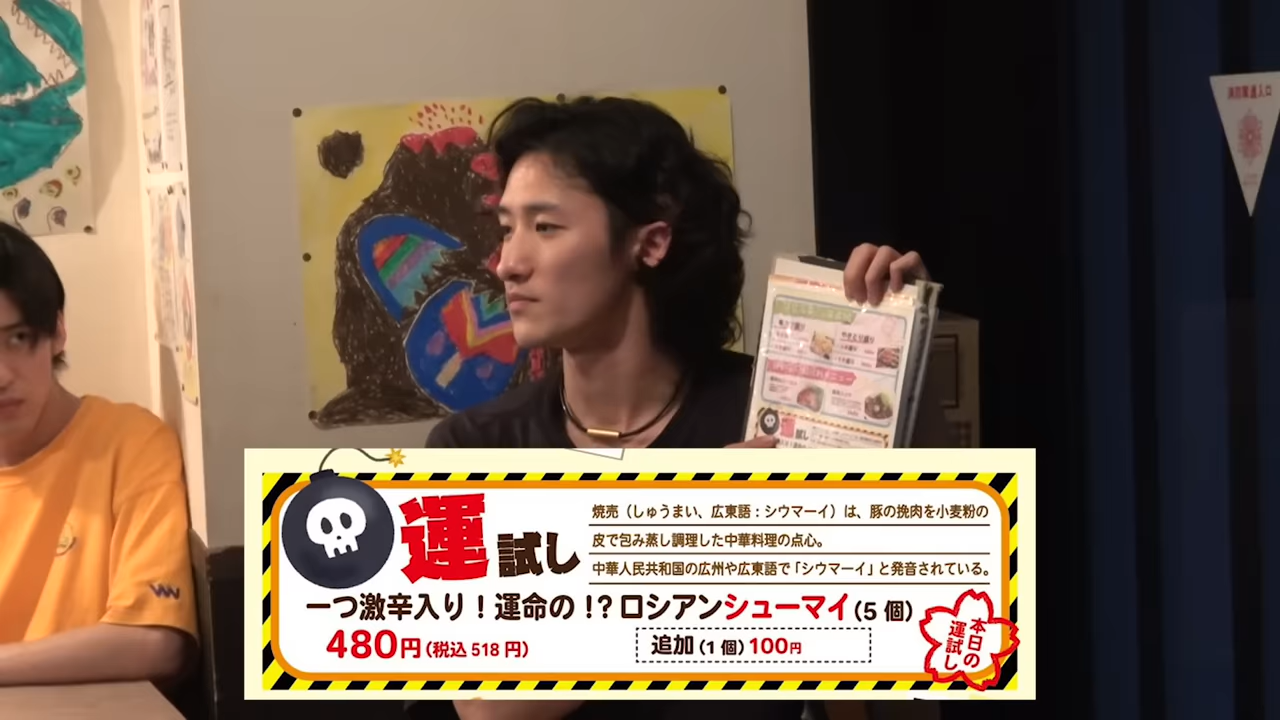 運試し
焼売（しゅうまい、広東語：シウマーイ）は、豚の挽肉を小麦粉の
皮で包み蒸し調理した中華料理の点心。
中華人民共和国の広州や広東語で「シウマーイ」と発音されている。
一つ激辛入り！運命の！？ロシアンシューマイ（5個）
480円（税込518円）
追加（1個）100円
本日の
運試し